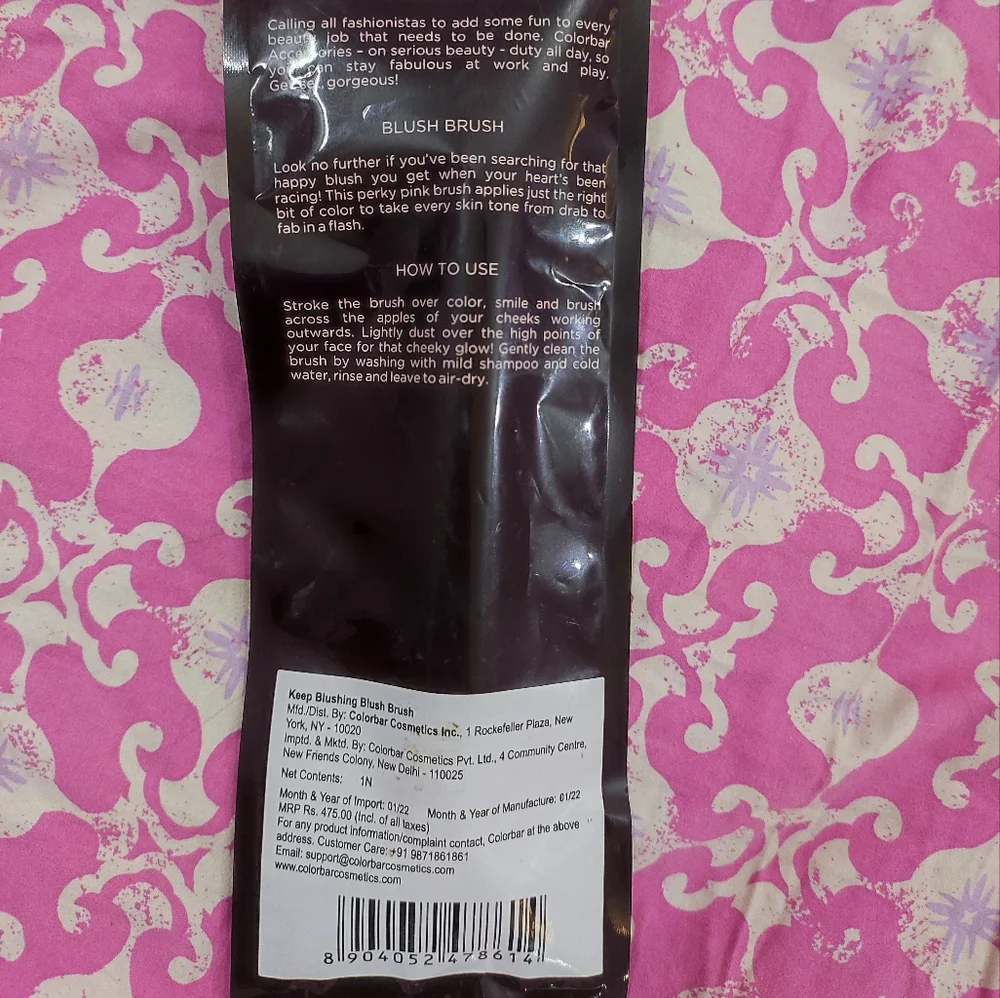 Calling all fashionistas to add some fun to every
beauty job that needs to be done. Colorbar
Accessories – on serious beauty - duty all day, so
you can stay fabulous at work and play.
Get set, gorgeous!
BLUSH BRUSH
Look no further if you've been searching for that
happy blush you get when your heart's been
racing! This perky pink brush applies just the right
bit of color to take every skin tone from drab to
fab in a flash.
HOW TO USE
Stroke the brush over color, smile and brush
across the apples of your cheeks working
outwards. Lightly dust over the high points of
your face for that cheeky glow! Gently clean the
brush by washing with mild shampoo and cold
water, rinse and leave to air-dry.
Keep Blushing Blush Brush
Mfd./Dist. By: Colorbar Cosmetics Inc., 1 Rockefeller Plaza, New
York, NY - 10020
Imptd. & Mktd. By: Colorbar Cosmetics Pvt. Ltd., 4 Community Centre,
New Friends Colony, New Delhi - 110025
Net Contents: 1N
Month & Year of Import: 01/22 Month & Year of Manufacture: 01/22
MRP Rs. 475.00 (Incl. of all taxes)
For any product information/complaint contact, Colorbar at the above
address. Customer Care: +91 9871861861
Email: support@colorbarcosmetics.com
www.colorbarcosmetics.com
8 904052 478614